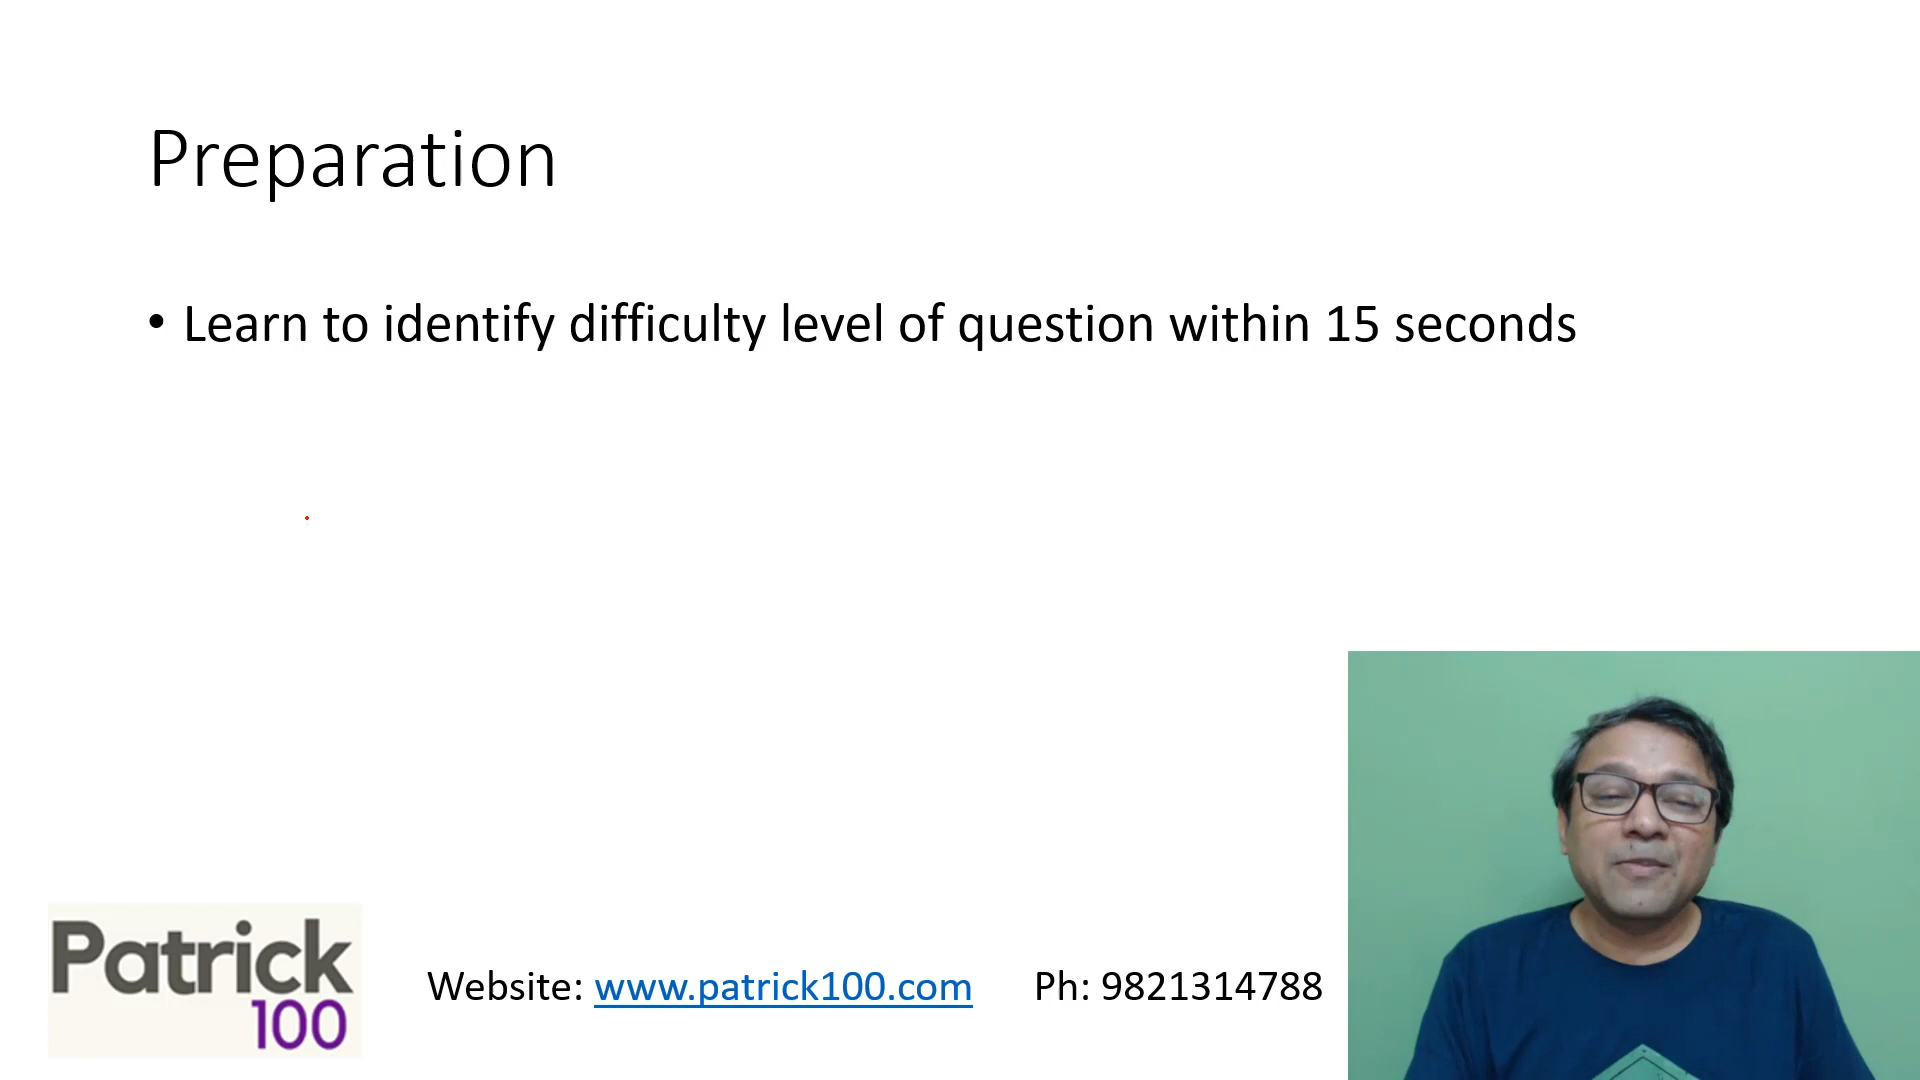 Preparation
• Learn to identify difficulty level of question within 15 seconds
Patrick
100
Website: www.patrick100.com Ph: 9821314788